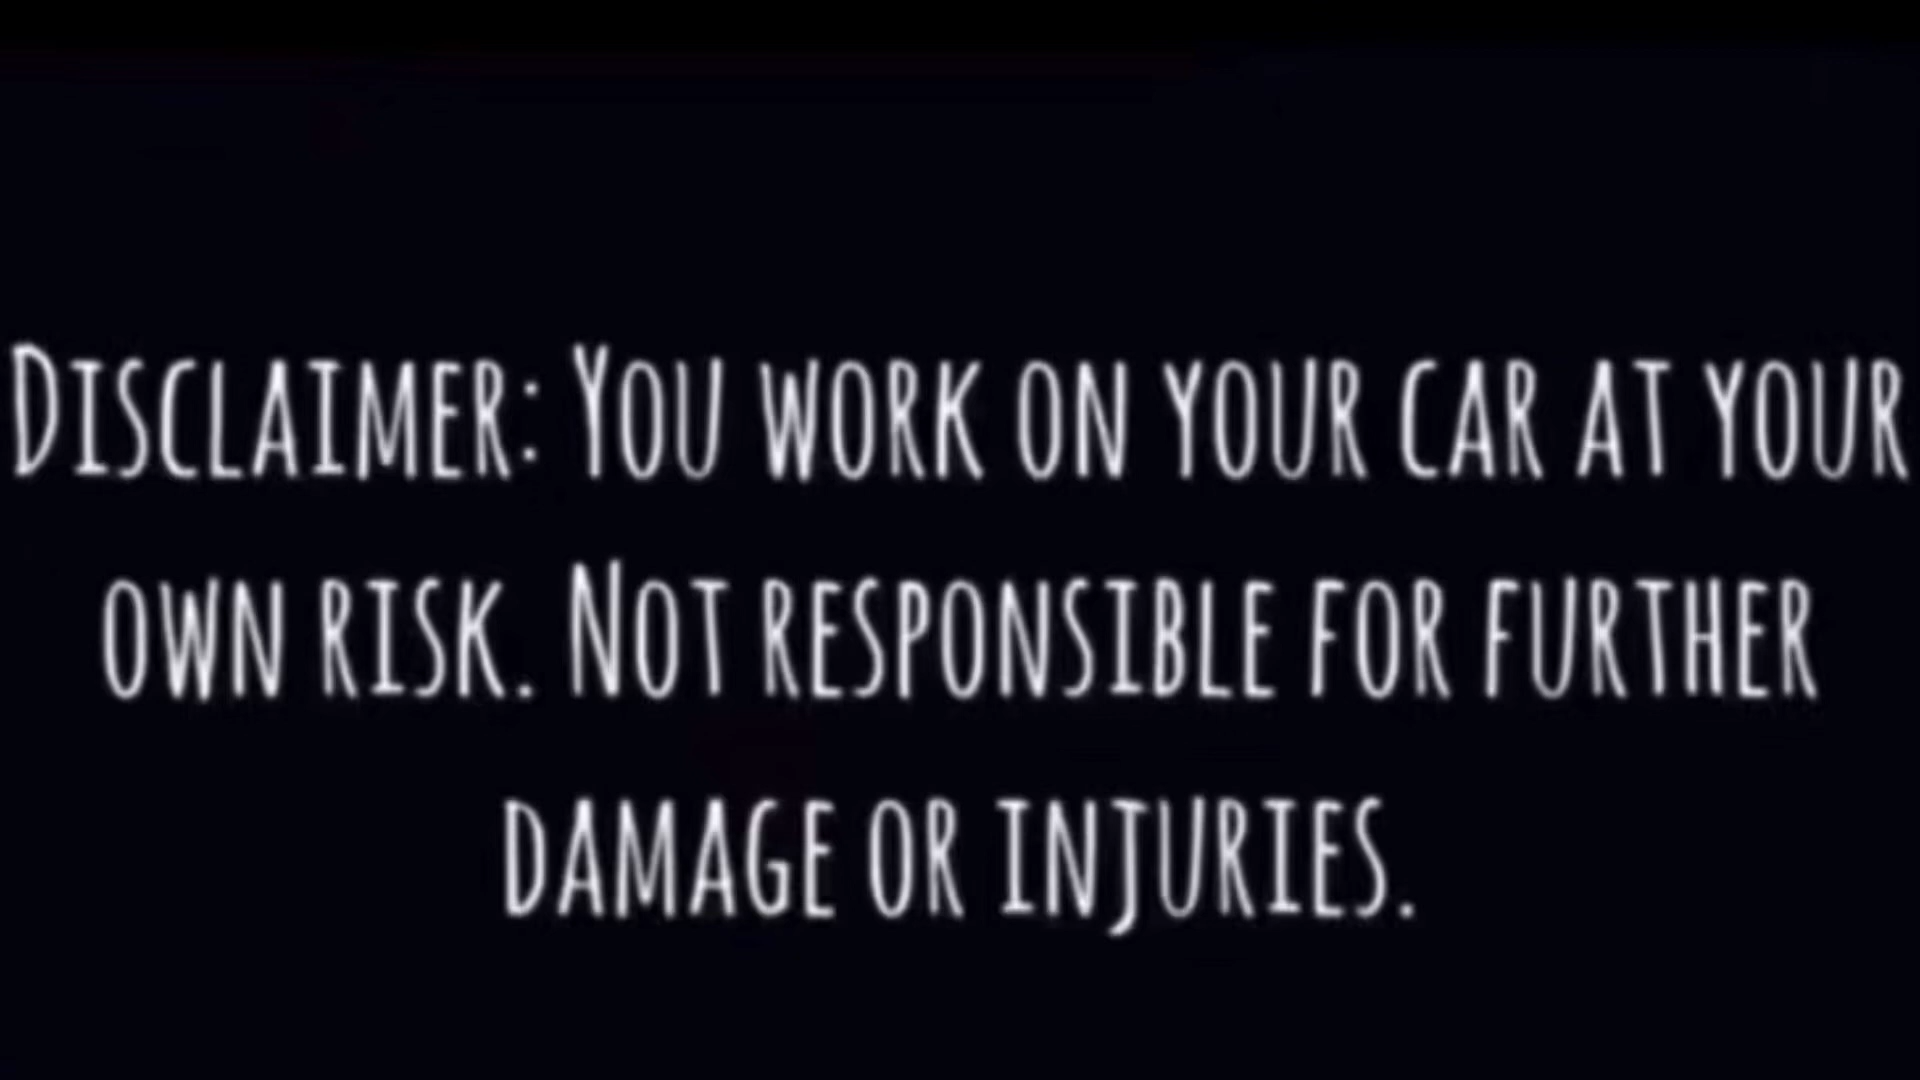 Disclaimer: You work on your car at your
own risk. Not responsible for further
damage or injuries.